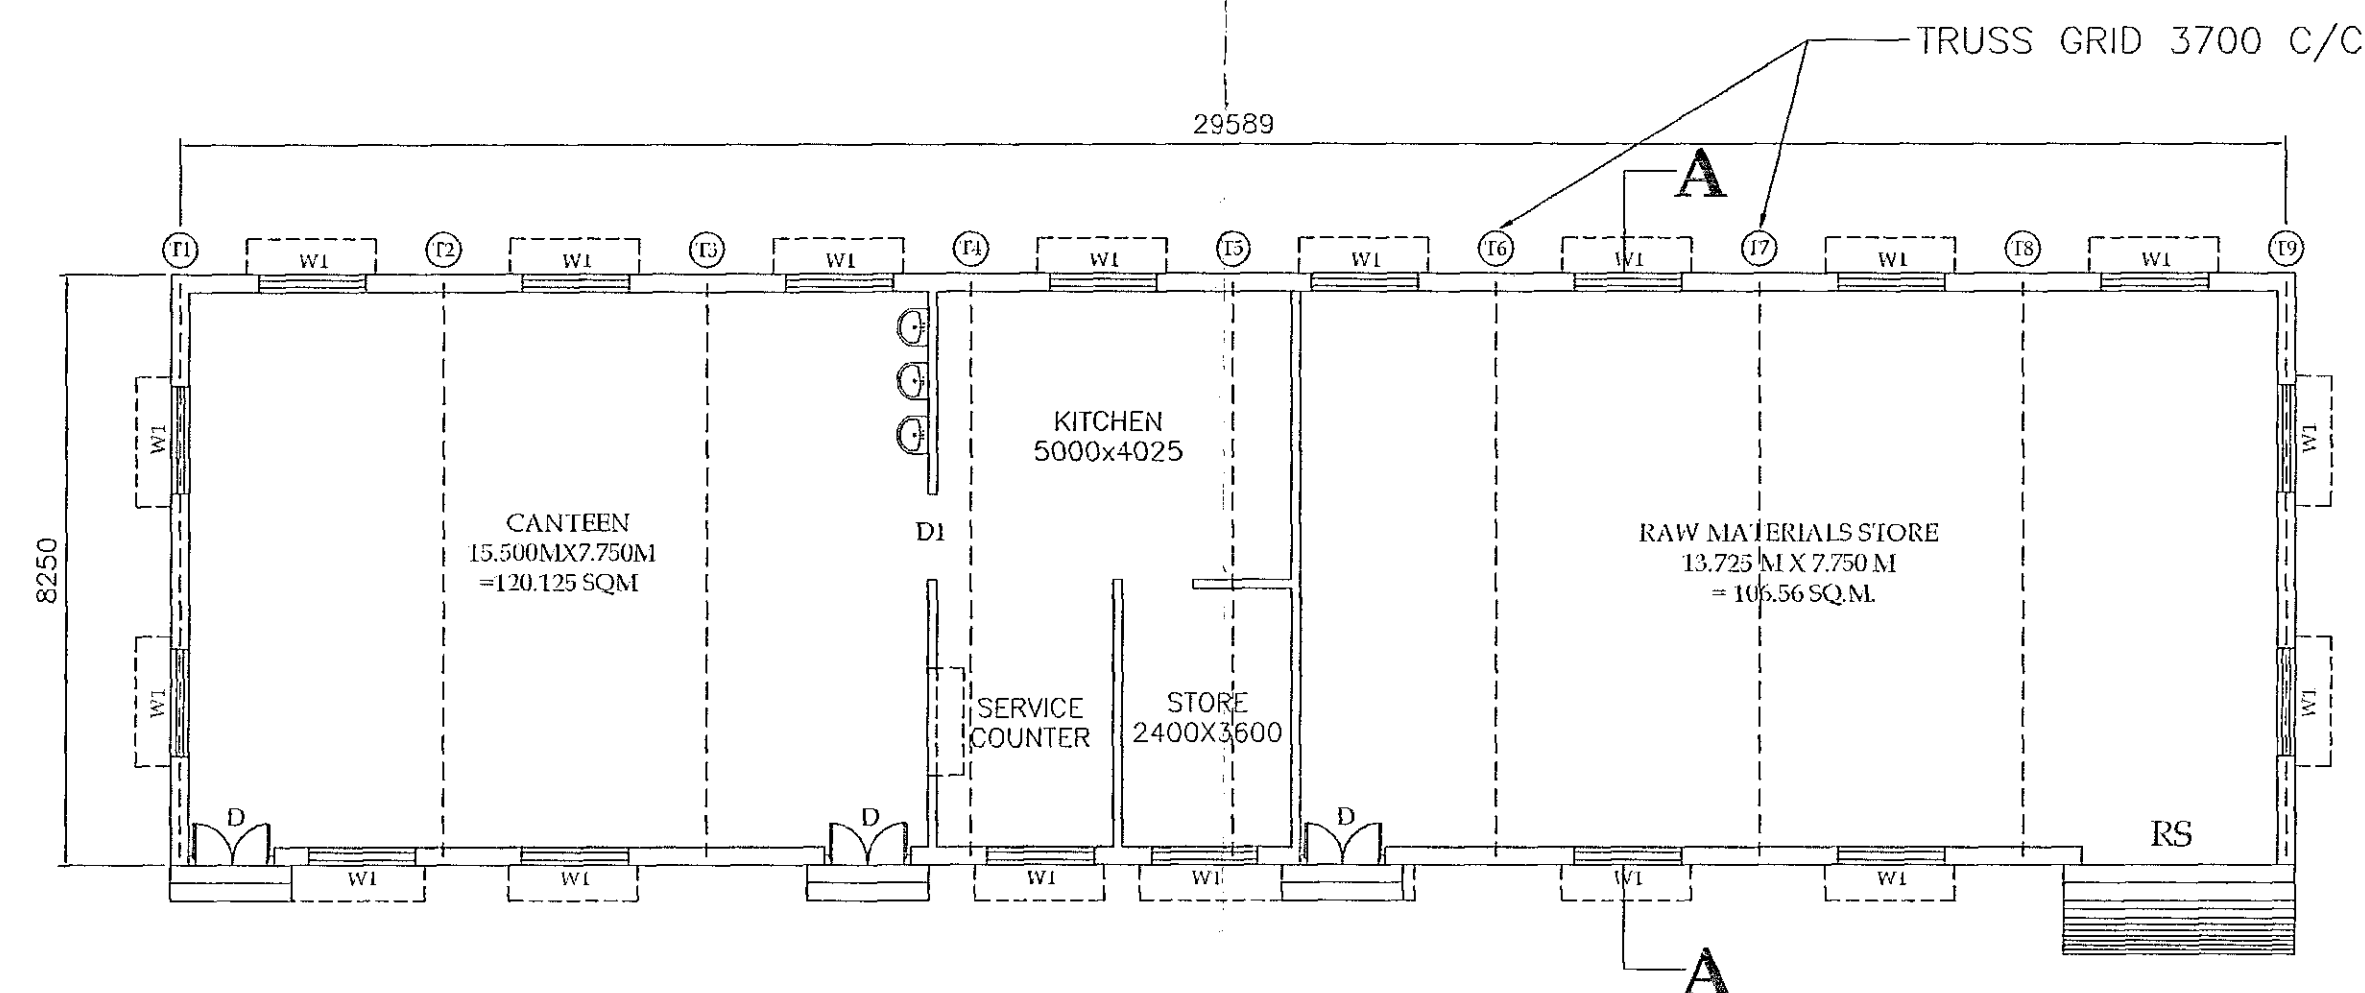 TRUSS GRID 3700 C/C
29589
A
T1 W1 T2 W1 T3 W1 T4 W1 T5 W1 T6 W1 T7 W1 T8 W1 T9
W1
W1
KITCHEN
5000x4025
CANTEEN
15.500MX7.750M
=120.125 SQM
D1
RAW MATERIALS STORE
13.725 M X 7.750 M
= 106.56 SQ.M.
8250
W1
W1
SERVICE
COUNTER
STORE
2400X3600
D
D
D
RS
W1 W1 W1 W1 W1 W1
A